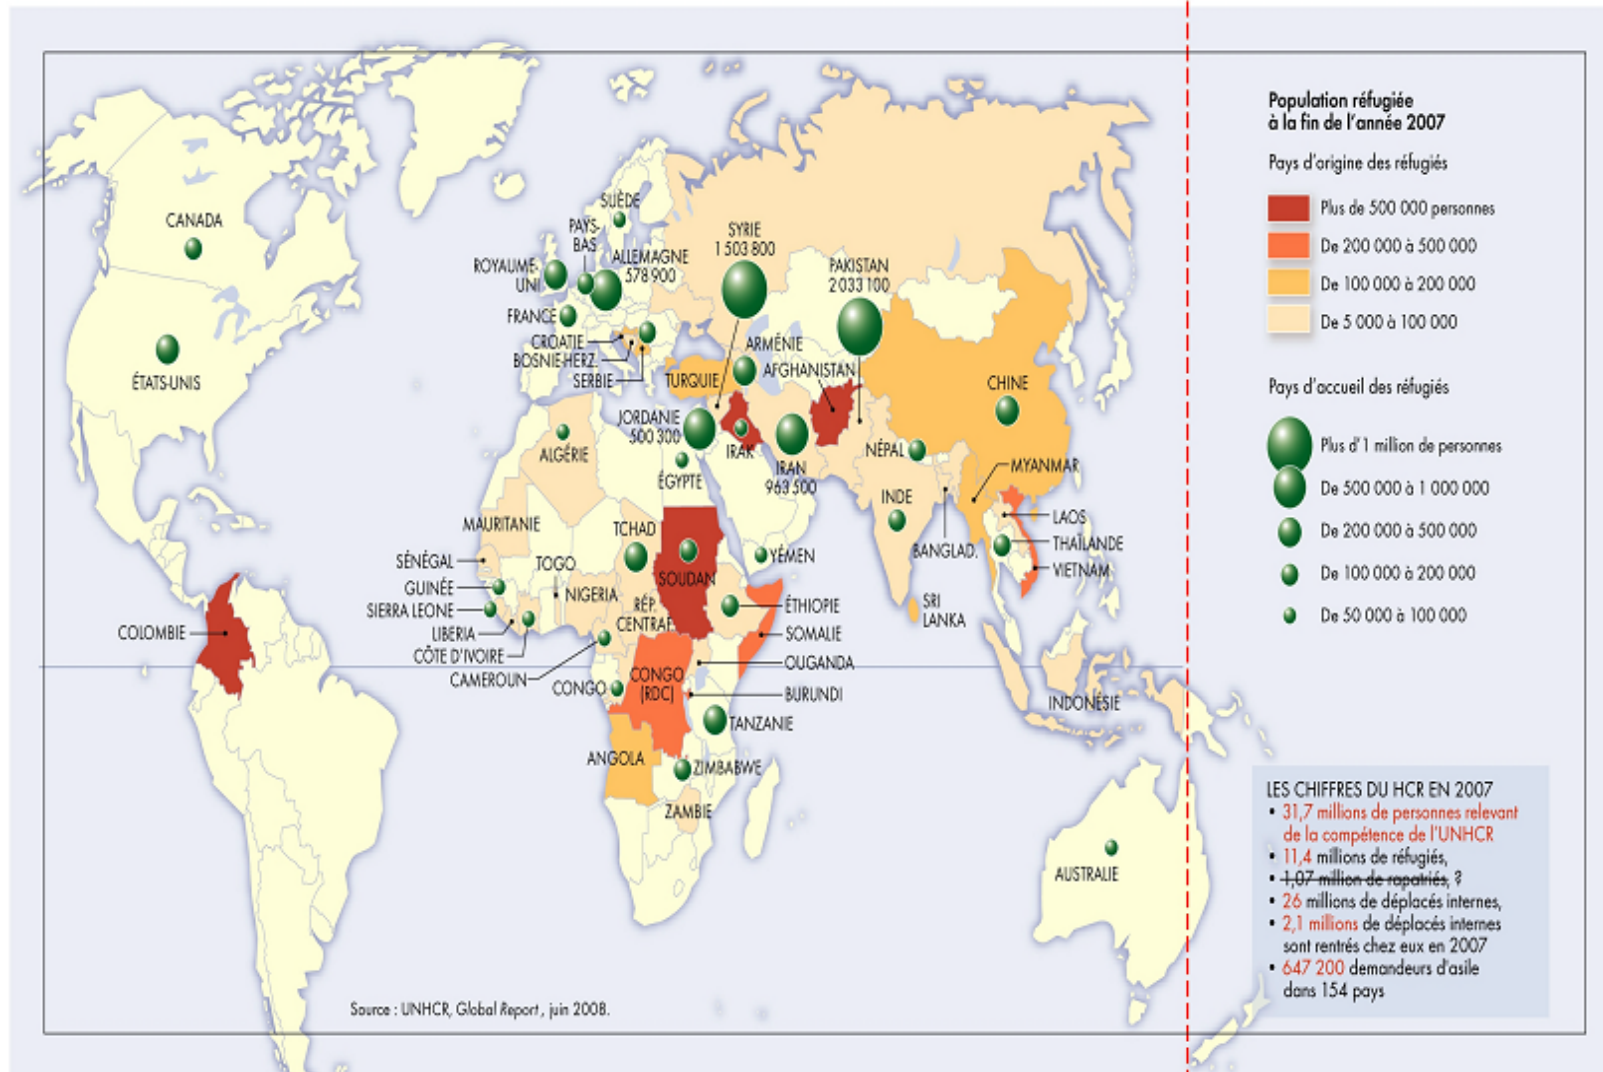 Population réfugiée
à la fin de l'année 2007
Pays d'origine des réfugiés
Plus de 500 000 personnes
De 200 000 à 500 000
De 100 000 à 200 000
De 5 000 à 100 000
Pays d'accueil des réfugiés
Plus d'1 million de personnes
De 500 000 à 1 000 000
De 200 000 à 500 000
De 100 000 à 200 000
De 50 000 à 100 000
LES CHIFFRES DU HCR EN 2007
• 31,7 millions de personnes relevant
de la compétence de l'UNHCR
• 11,4 millions de réfugiés,
• 1,07 million de rapatriés, ?
• 26 millions de déplacés internes,
• 2,1 millions de déplacés internes
sont rentrés chez eux en 2007
• 647 200 demandeurs d'asile
dans 154 pays
CANADA
ÉTATS-UNIS
COLOMBIE
SUÈDE
PAYS-
BAS
ALLEMAGNE
578 900
ROYAUME-
UNI
FRANCE
CROATIE
BOSNIE-HERZ.
SERBIE
TURQUIE
SYRIE
1 503 800
PAKISTAN
2 033 100
ARMÉNIE
AFGHANISTAN
JORDANIE
500 300
IRAK
IRAN
963 500
ÉGYPTE
ALGÉRIE
CHINE
NÉPAL
MYANMAR
INDE
LAOS
BANGLAD.
THAÏLANDE
VIETNAM
SRI
LANKA
INDONÉSIE
MAURITANIE
TCHAD
SOUDAN
YÉMEN
SÉNÉGAL
TOGO
GUINÉE
NIGERIA
SIERRA LEONE
RÉP.
CENTRAF.
ÉTHIOPIE
LIBERIA
SOMALIE
CÔTE D'IVOIRE
OUGANDA
CAMEROUN
CONGO
CONGO
(RDC)
BURUNDI
TANZANIE
ANGOLA
ZIMBABWE
ZAMBIE
AUSTRALIE
Source : UNHCR, Global Report, juin 2008.